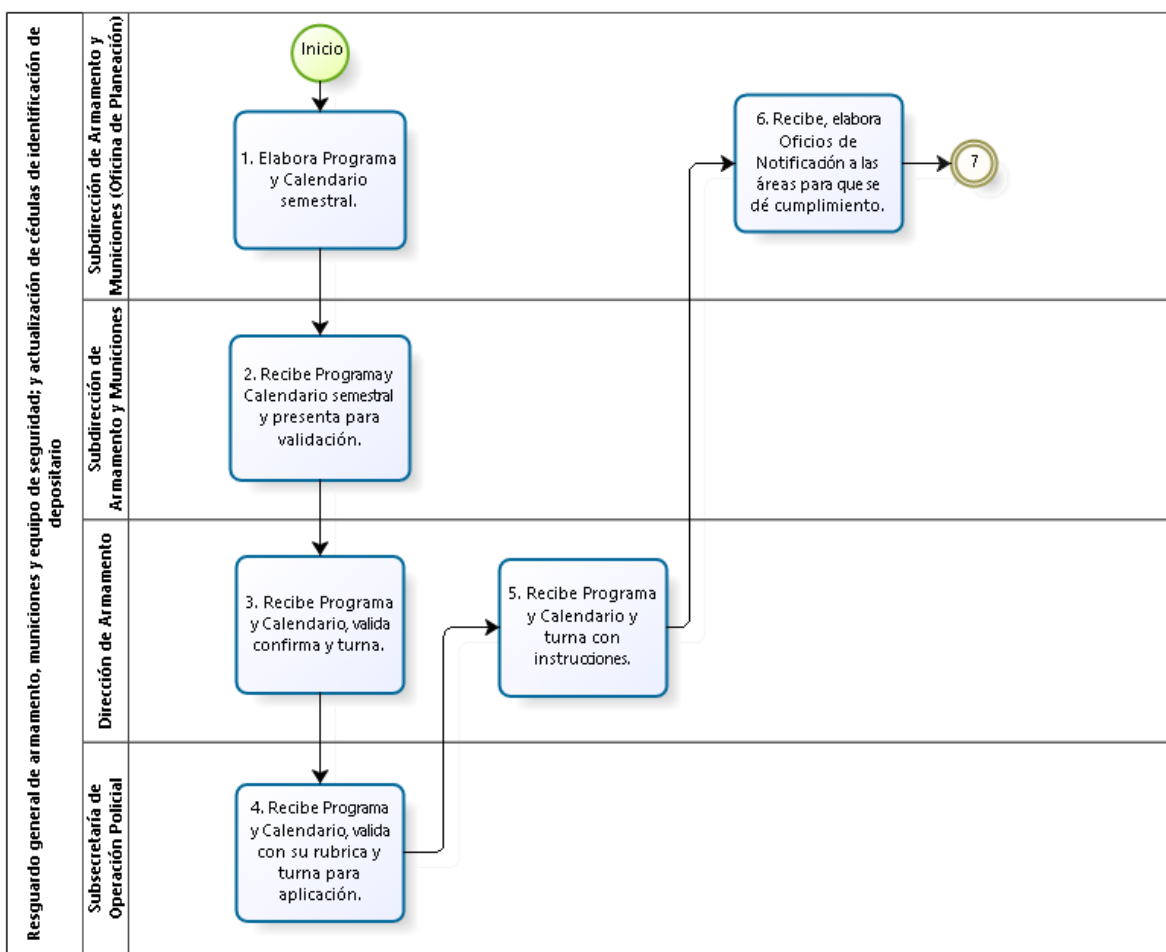 Resguardo general de armamento, municiones y equipo de seguridad; y actualización de cédulas de identificación de
depositario
Subdirección de Armamento y
Municiones (Oficina de Planeación)
Inicio
1. Elabora Programa
y Calendario
semestral.
6. Recibe, elabora
Oficios de
Notificación a las
áreas para que se
dé cumplimiento.
7
Subdirección de
Armamento y Municiones
2. Recibe Programa y
Calendario semestral
y presenta para
validación.
Dirección de Armamento
3. Recibe Programa
y Calendario, valida
confirma y turna.
5. Recibe Programa
y Calendario y
turna con
instrucciones.
Subsecretaría de
Operación Policial
4. Recibe Programa
y Calendario, valida
con su rubrica y
turna para
aplicación.